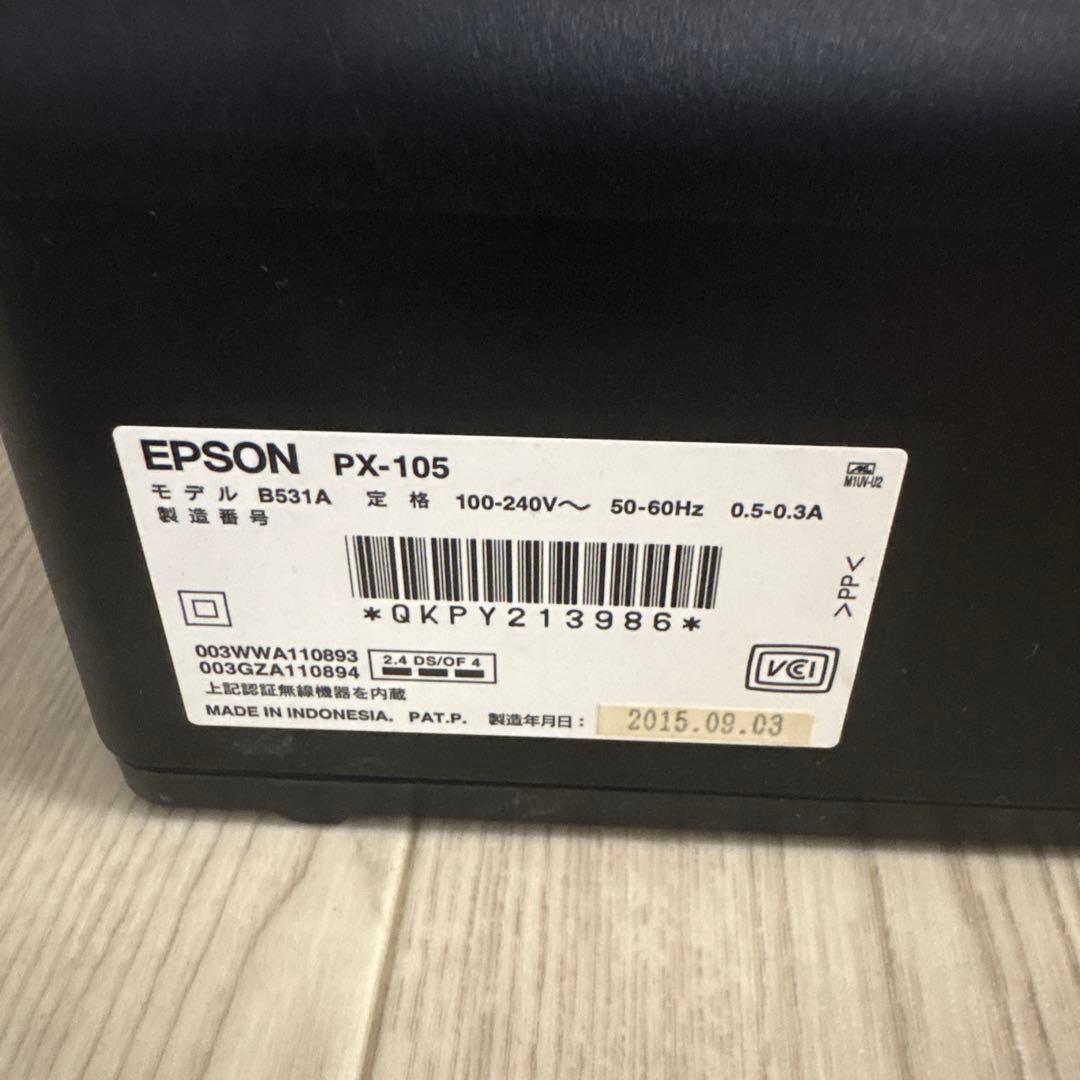 EPSON PX-105
M1UV-U2
モデル B531A 定格 100-240V～ 50-60Hz 0.5-0.3A
製造番号
*QKPY213986*
>PP<
003WWA110893
003GZA110894
2.4 DS/OF 4
上記認証無線機器を内蔵
VCI
MADE IN INDONESIA. PAT.P. 製造年月日: 2015.09.03